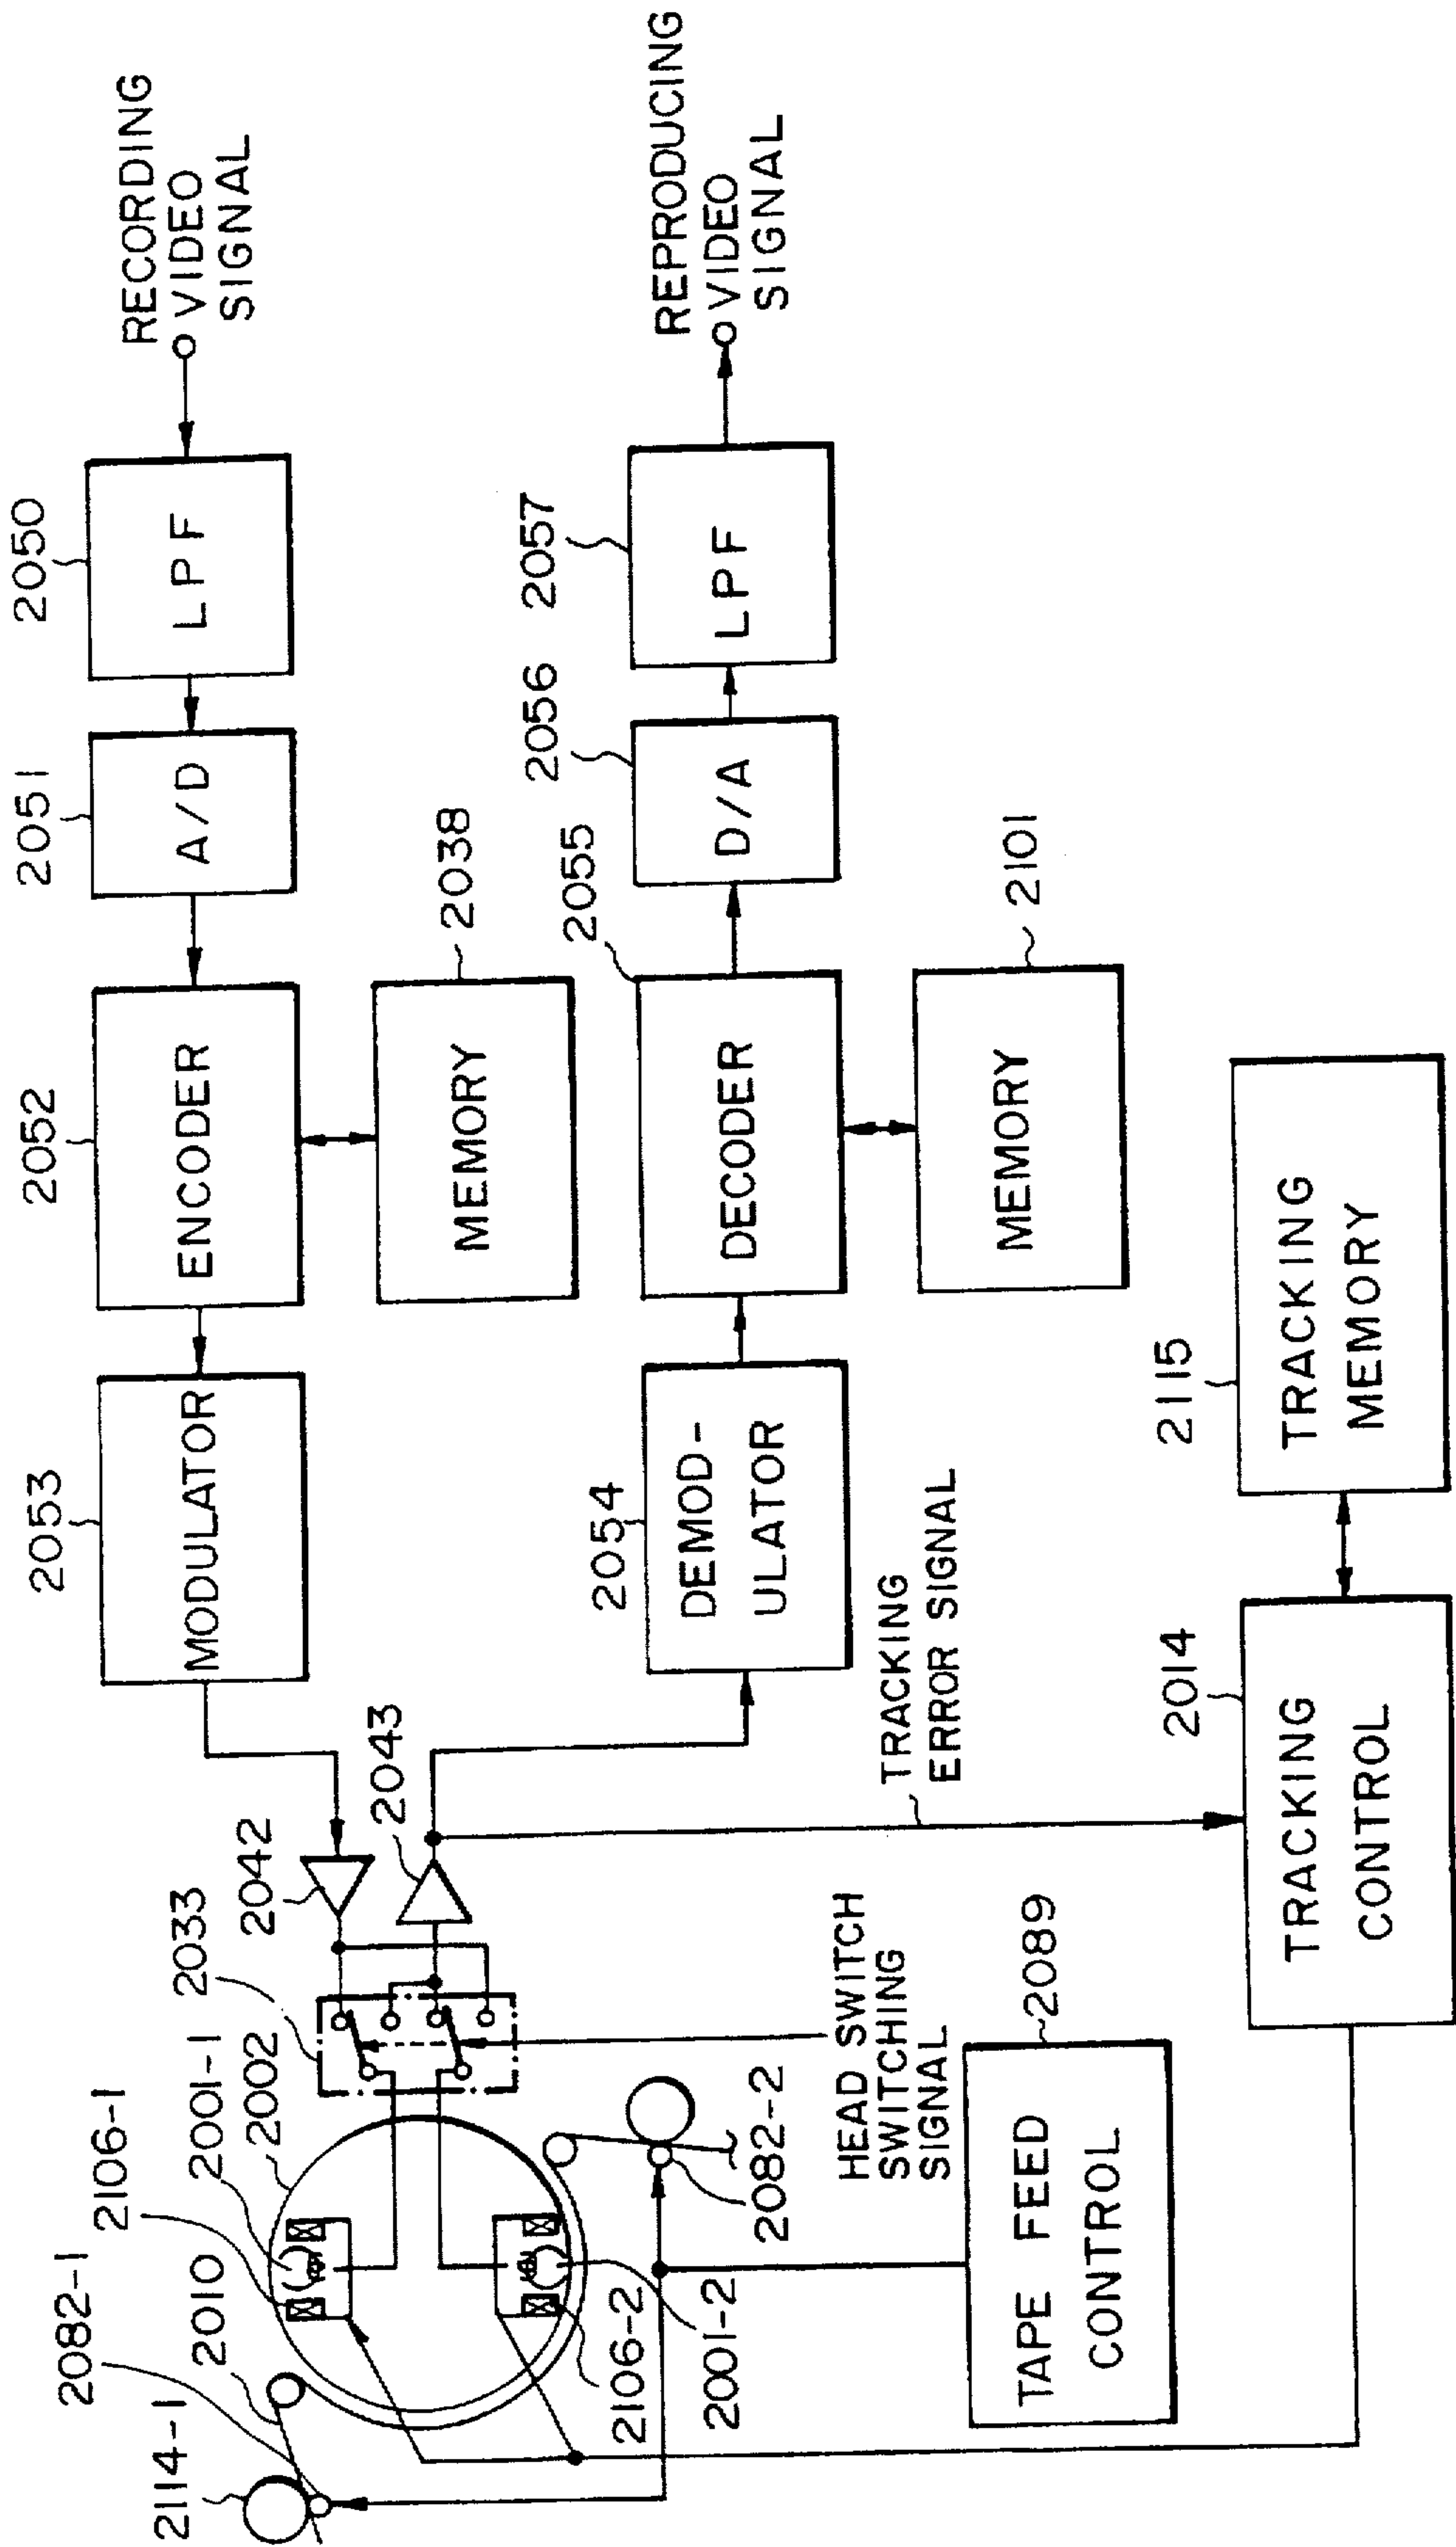 RECORDING
VIDEO
SIGNAL
2050
LPF
2051
A/D
2052
ENCODER
2038
MEMORY
2053
MODULATOR
2042
2043
2033
2002
2001-1
2106-1
2010
2082-1
2114-1
REPRODUCING
VIDEO
SIGNAL
2057
LPF
2056
D/A
2055
DECODER
2101
MEMORY
2054
DEMOD-
ULATOR
TRACKING
ERROR SIGNAL
HEAD SWITCH
SWITCHING
SIGNAL
2082-2
2001-2
2106-2
2115
TRACKING
MEMORY
2014
TRACKING
CONTROL
2089
TAPE FEED
CONTROL